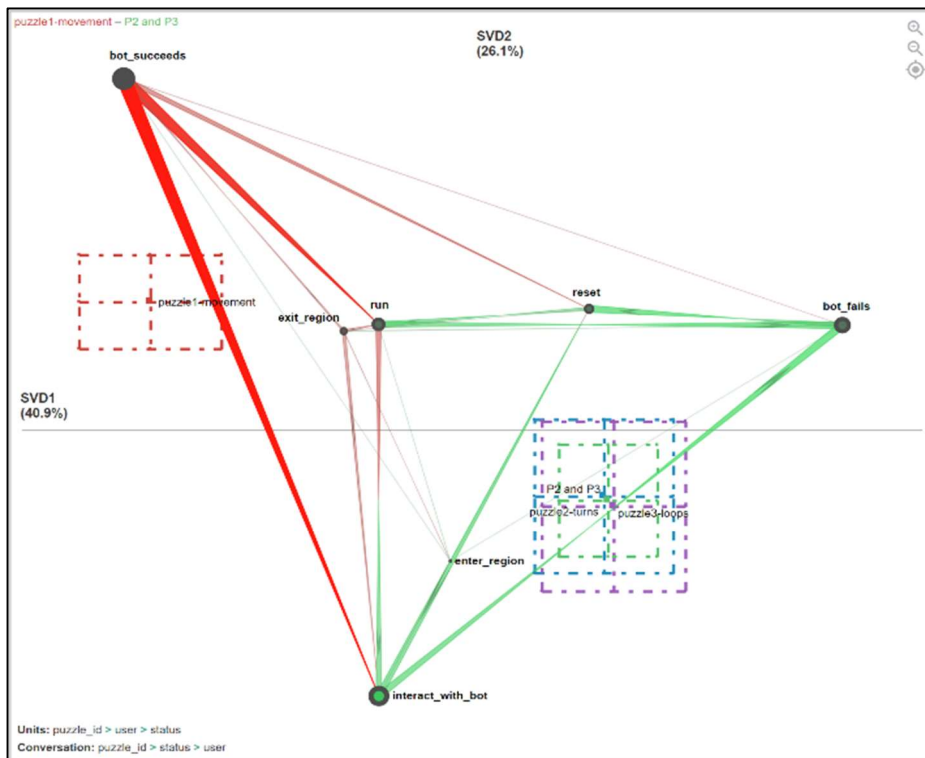 puzzle1-movement – P2 and P3
SVD2
(26.1%)
bot_succeeds
puzzle1-movement
exit_region
run
reset
bot_fails
SVD1
(40.9%)
P2 and P3
puzzle2-turns
puzzle3-loops
enter_region
interact_with_bot
Units: puzzle_id > user > status
Conversation: puzzle_id > status > user